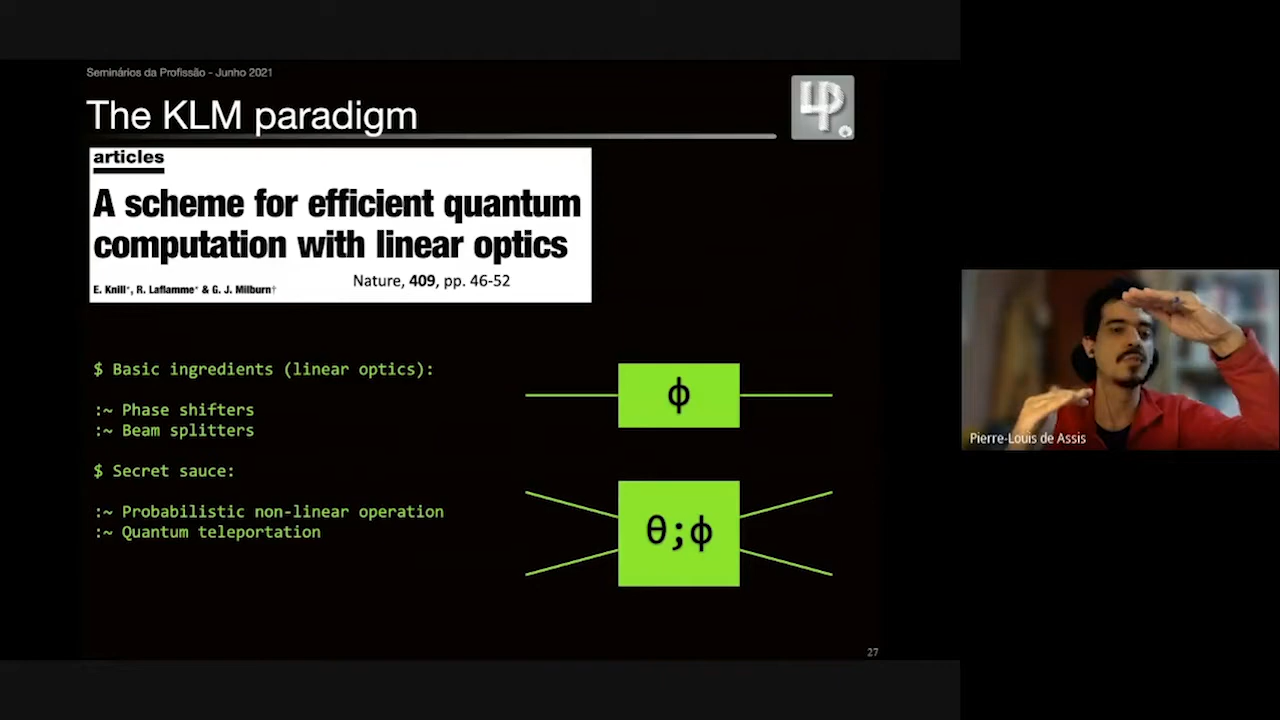 Seminários da Profissão - Junho 2021
The KLM paradigm
articles
A scheme for efficient quantum
computation with linear optics
Nature, 409, pp. 46-52
E. Knill*, R. Laflamme* & G. J. Milburn†
$ Basic ingredients (linear optics):
:~ Phase shifters
:~ Beam splitters
$ Secret sauce:
:~ Probabilistic non-linear operation
:~ Quantum teleportation
ϕ
θ;ϕ
27
Pierre-Louis de Assis